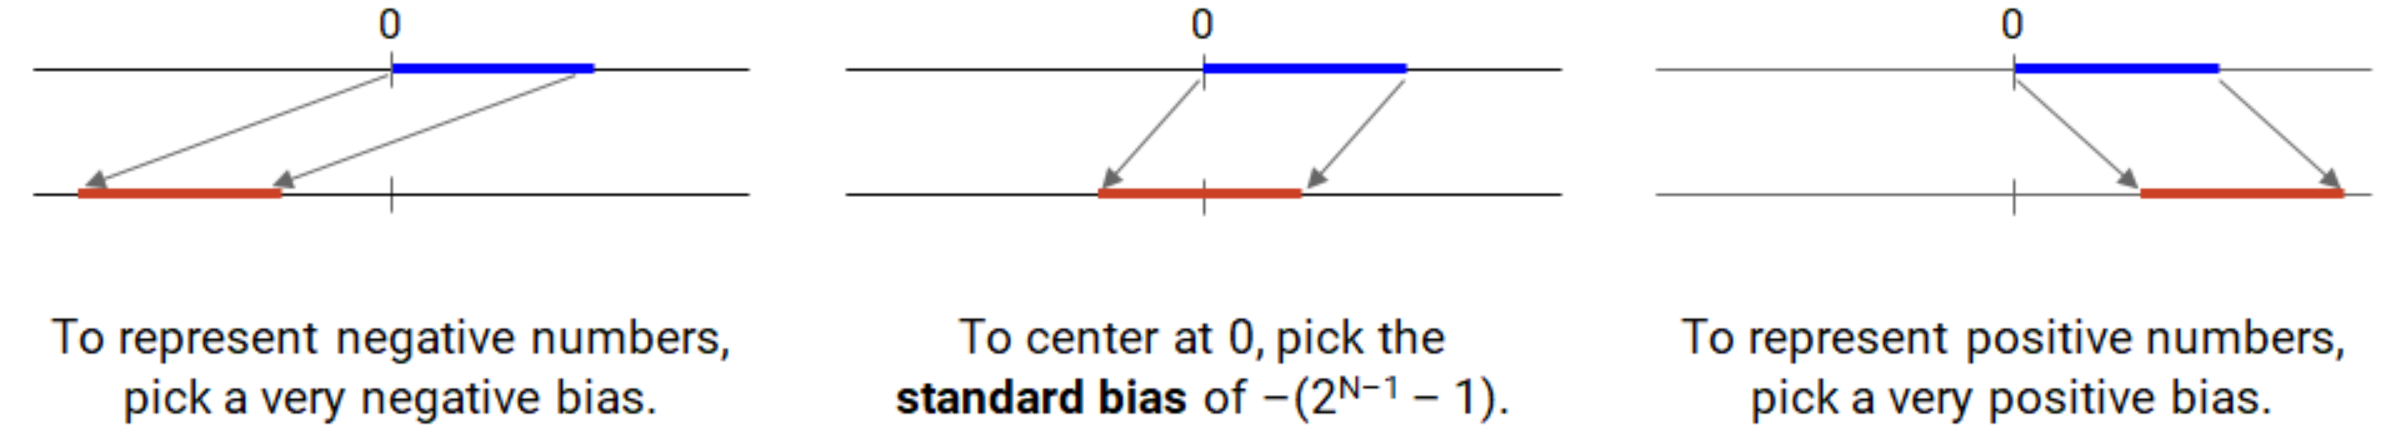 0
0
0
To represent negative numbers,
pick a very negative bias.
To center at 0, pick the
standard bias of −(2ᴺ⁻¹ − 1).
To represent positive numbers,
pick a very positive bias.